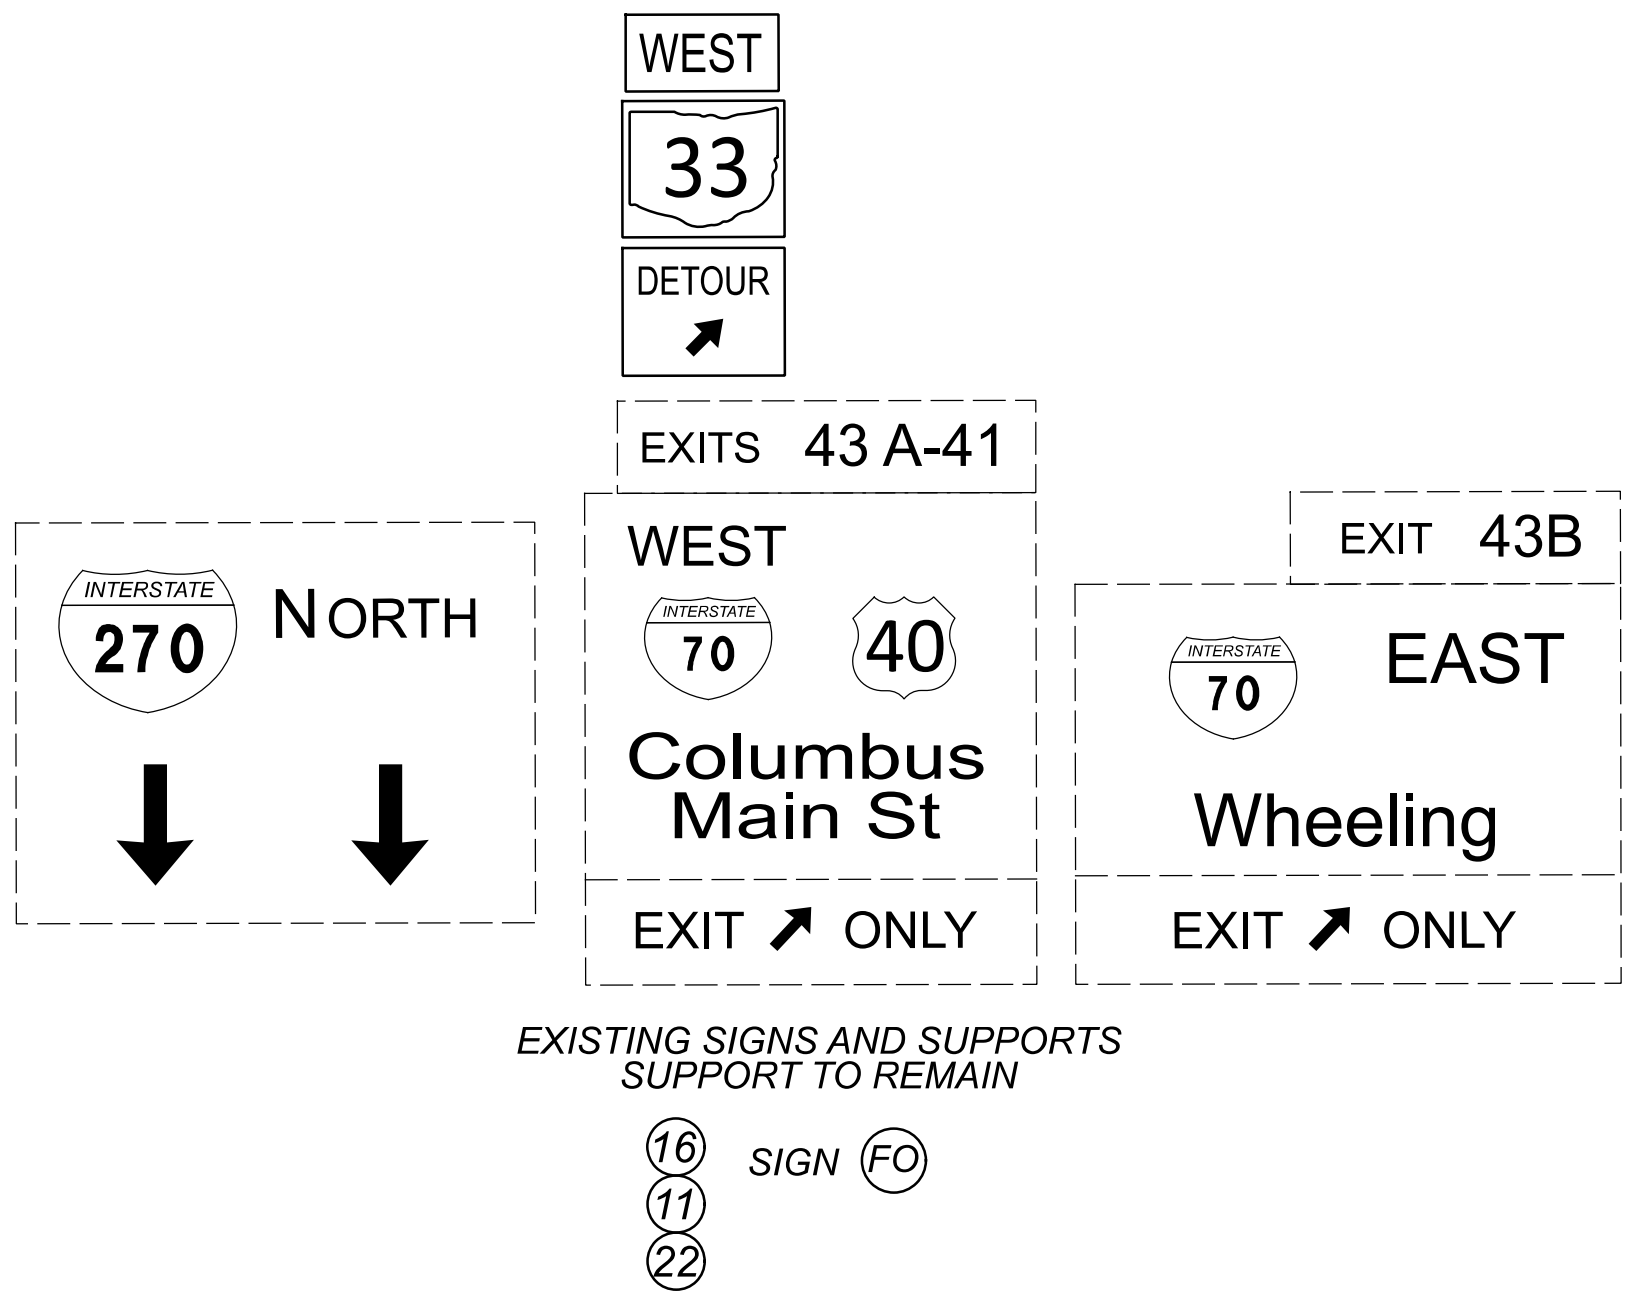 WEST
33
DETOUR
EXITS 43 A-41
WEST
INTERSTATE
70
40
Columbus
Main St
EXIT ONLY
INTERSTATE
270
NORTH
EXIT 43B
INTERSTATE
70
EAST
Wheeling
EXIT ONLY
EXISTING SIGNS AND SUPPORTS
SUPPORT TO REMAIN
16
11
22
SIGN FO